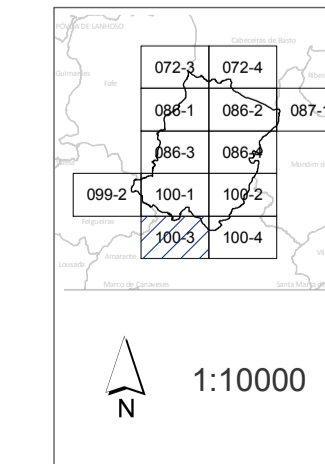 PÓVOA DE LANHOSO
Cabeceiras de Basto
072-3 072-4
Guimarães
Fafe
086-1 086-2 087-1
086-3 086-4
Mondim d
099-2 100-1 100-2
Felgueiras
100-3 100-4
Lousada
Amarante
Marco de Canaveses
Santa Marta d
N
1:10000